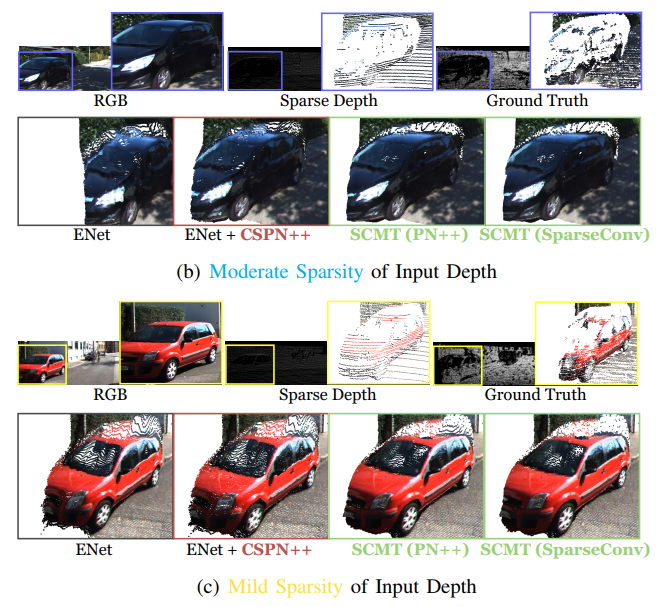 RGB Sparse Depth Ground Truth
ENet ENet + CSPN++ SCMT (PN++) SCMT (SparseConv)
(b) Moderate Sparsity of Input Depth
RGB Sparse Depth Ground Truth
ENet ENet + CSPN++ SCMT (PN++) SCMT (SparseConv)
(c) Mild Sparsity of Input Depth